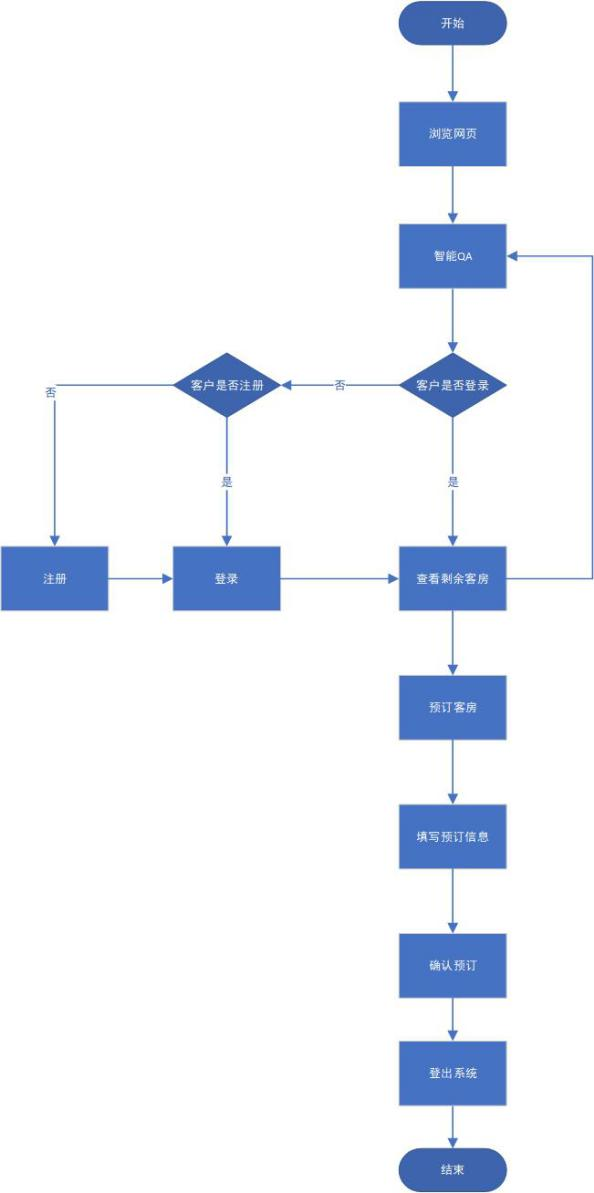 开始
浏览网页
智能QA
客户是否注册
否
客户是否登录
否
是
是
注册
登录
查看剩余客房
预订客房
填写预订信息
确认预订
登出系统
结束